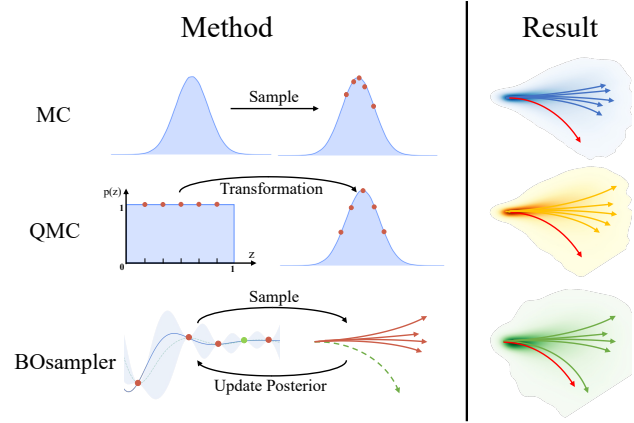 Method
Result
MC
Sample
QMC
p(z)
Transformation
1
0
1
z
BOsampler
Sample
Update Posterior